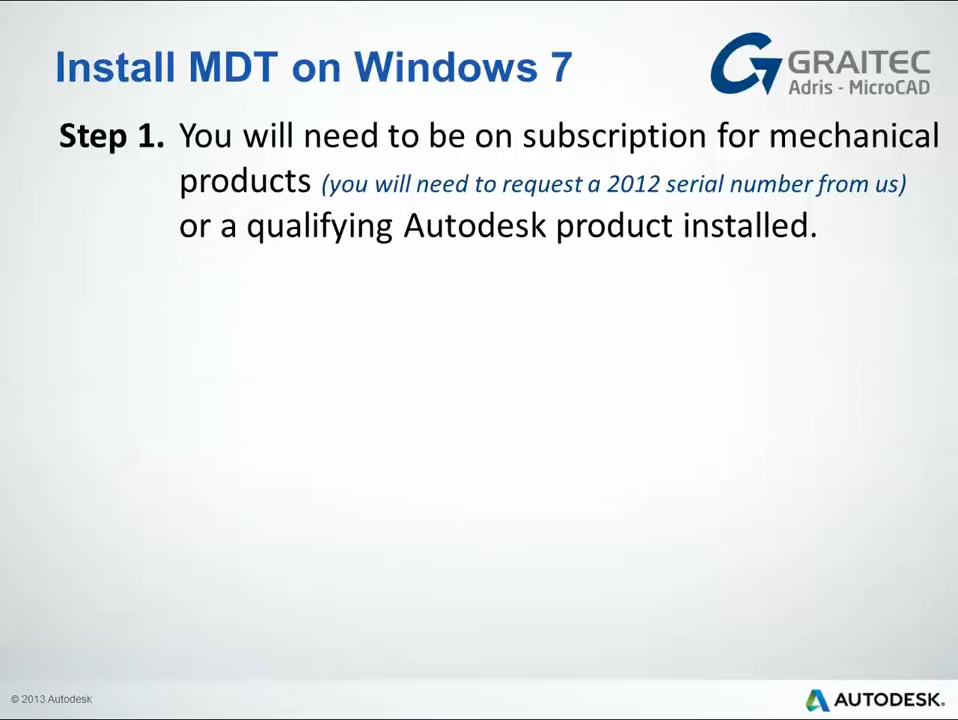 Install MDT on Windows 7
GRAITEC
Adris - MicroCAD
Step 1. You will need to be on subscription for mechanical
products (you will need to request a 2012 serial number from us)
or a qualifying Autodesk product installed.
© 2013 Autodesk
AUTODESK.